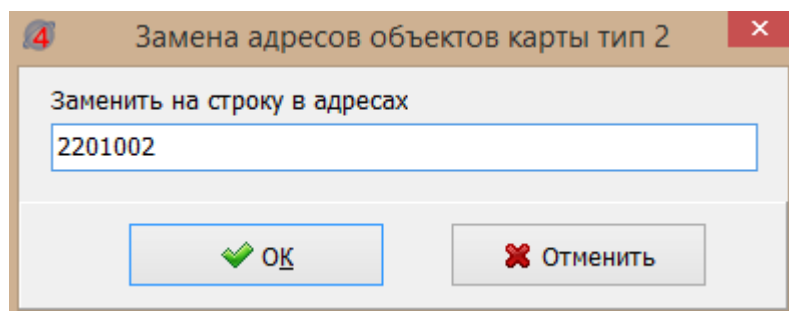 4 Замена адресов объектов карты тип 2 ×
Заменить на строку в адресах
2201002
ОК Отменить